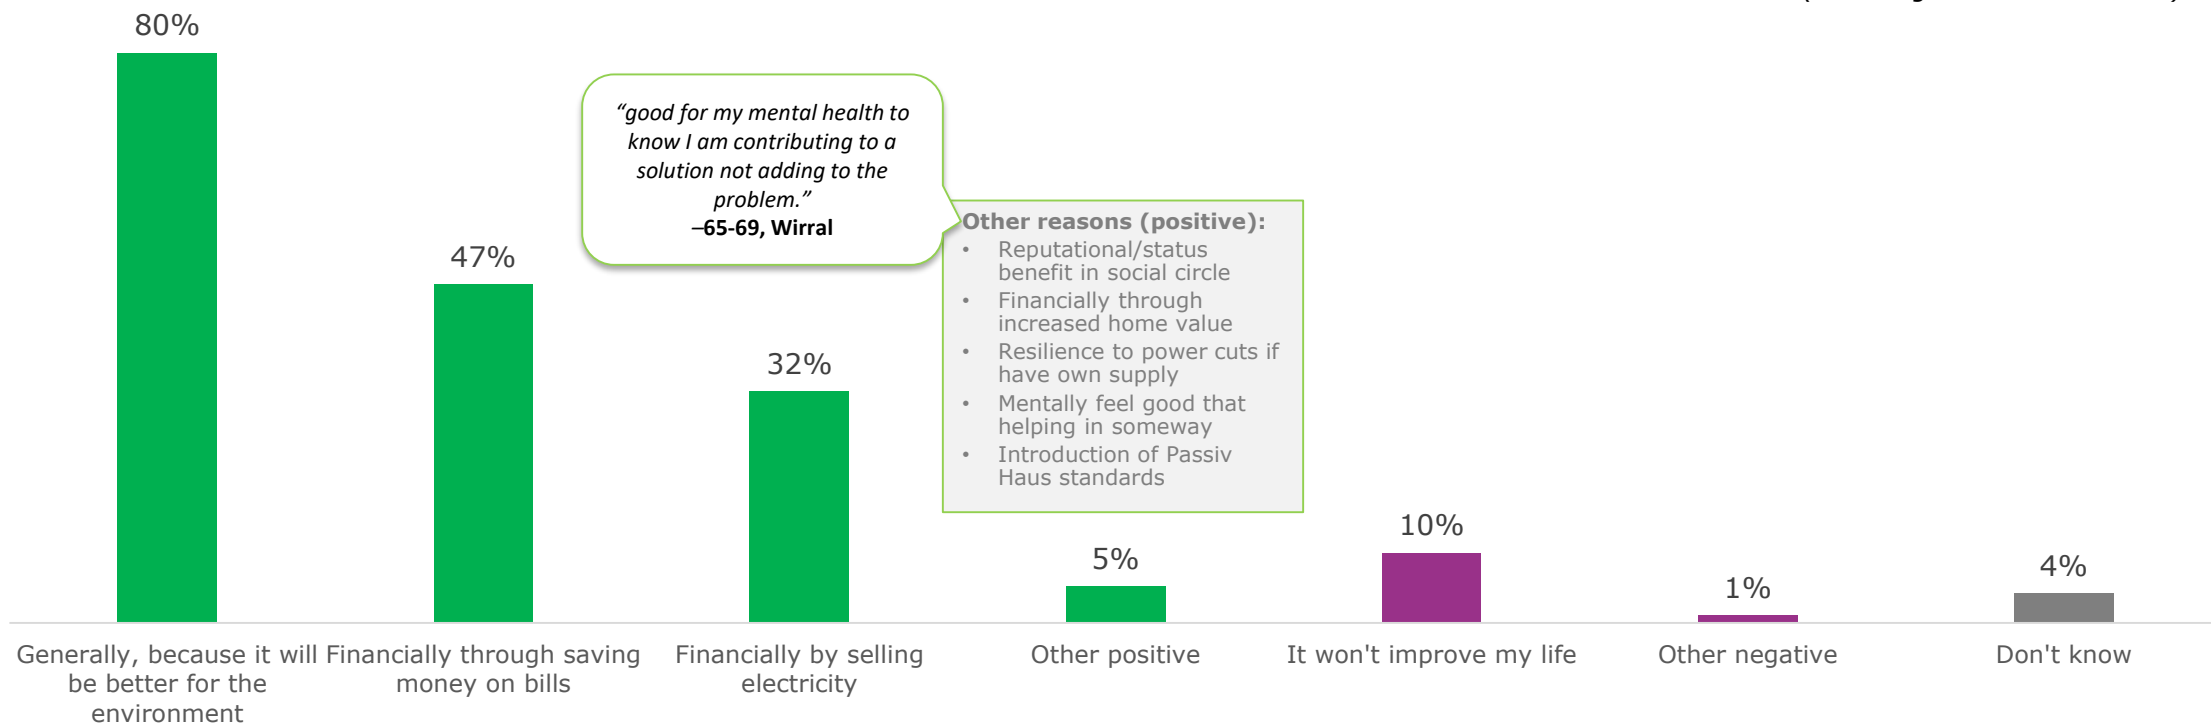 80%
47%
32%
5%
10%
1%
4%
“good for my mental health to
know I am contributing to a
solution not adding to the
problem.”
–65-69, Wirral
Other reasons (positive):
• Reputational/status
benefit in social circle
• Financially through
increased home value
• Resilience to power cuts if
have own supply
• Mentally feel good that
helping in someway
• Introduction of Passiv
Haus standards
Generally, because it will
be better for the
environment
Financially through saving
money on bills
Financially by selling
electricity
Other positive
It won't improve my life
Other negative
Don't know